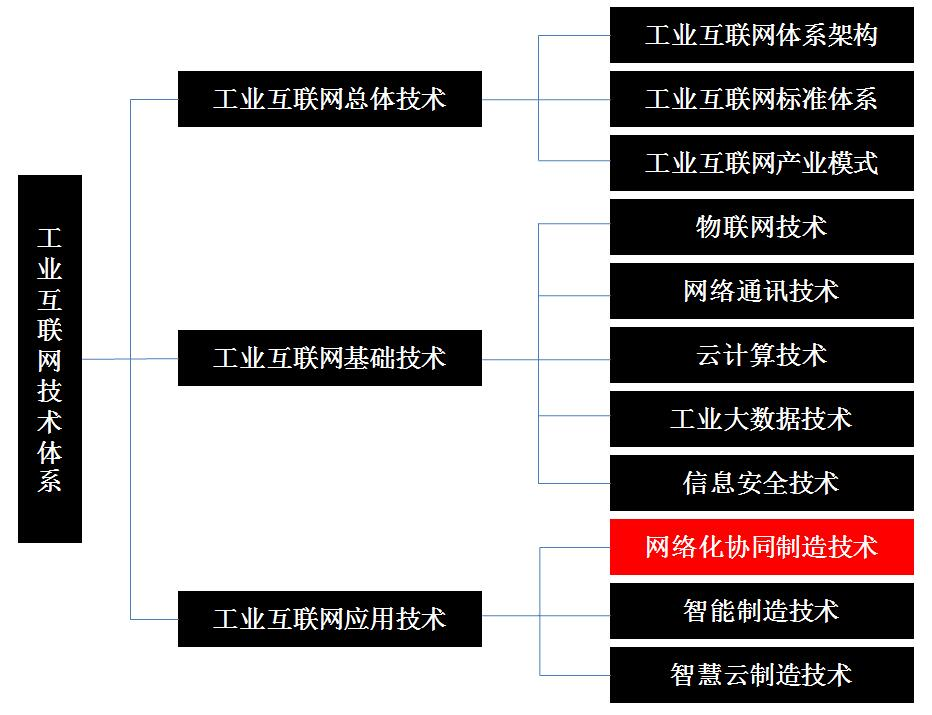 工业互联网技术体系
工业互联网总体技术
工业互联网体系架构
工业互联网标准体系
工业互联网产业模式
工业互联网基础技术
物联网技术
网络通讯技术
云计算技术
工业大数据技术
信息安全技术
工业互联网应用技术
网络化协同制造技术
智能制造技术
智慧云制造技术